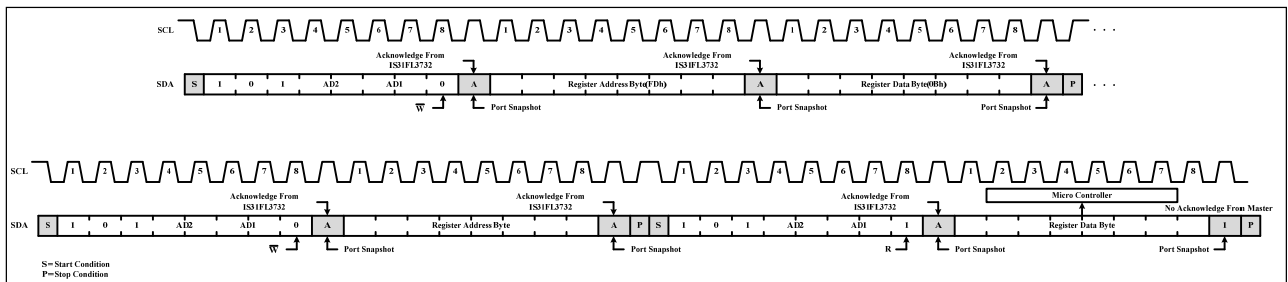 SCL 1 2 3 4 5 6 7 8 1 2 3 4 5 6 7 8 1 2 3 4 5 6 7 8
Acknowledge From IS31FL3732 Acknowledge From IS31FL3732 Acknowledge From IS31FL3732
SDA S 1 0 1 AD2 AD1 0 A Register Address Byte(FDh) A Register Data Byte(0Bh) A P . . .
W Port Snapshot Port Snapshot Port Snapshot
SCL 1 2 3 4 5 6 7 8 1 2 3 4 5 6 7 8 1 2 3 4 5 6 7 8 1 2 3 4 5 6 7 8
Acknowledge From IS31FL3732 Acknowledge From IS31FL3732 Acknowledge From IS31FL3732 Micro Controller No Acknowledge From Master
SDA S 1 0 1 AD2 AD1 0 A Register Address Byte A P S 1 0 1 AD2 AD1 1 A Register Data Byte 1 P
W Port Snapshot Port Snapshot R Port Snapshot Port Snapshot
S=Start Condition
P=Stop Condition